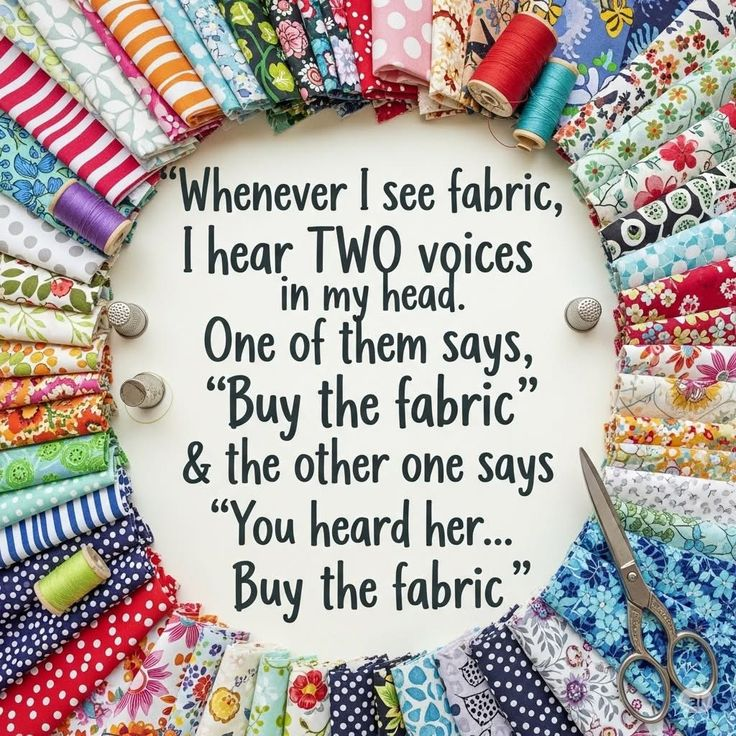 “Whenever I see fabric,
I hear TWO voices
in my head.
One of them says,
“Buy the fabric”
& the other one says
“You heard her...
Buy the fabric”